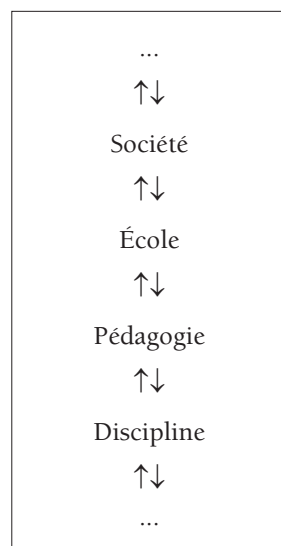 ...
↑↓
Société
↑↓
École
↑↓
Pédagogie
↑↓
Discipline
↑↓
...